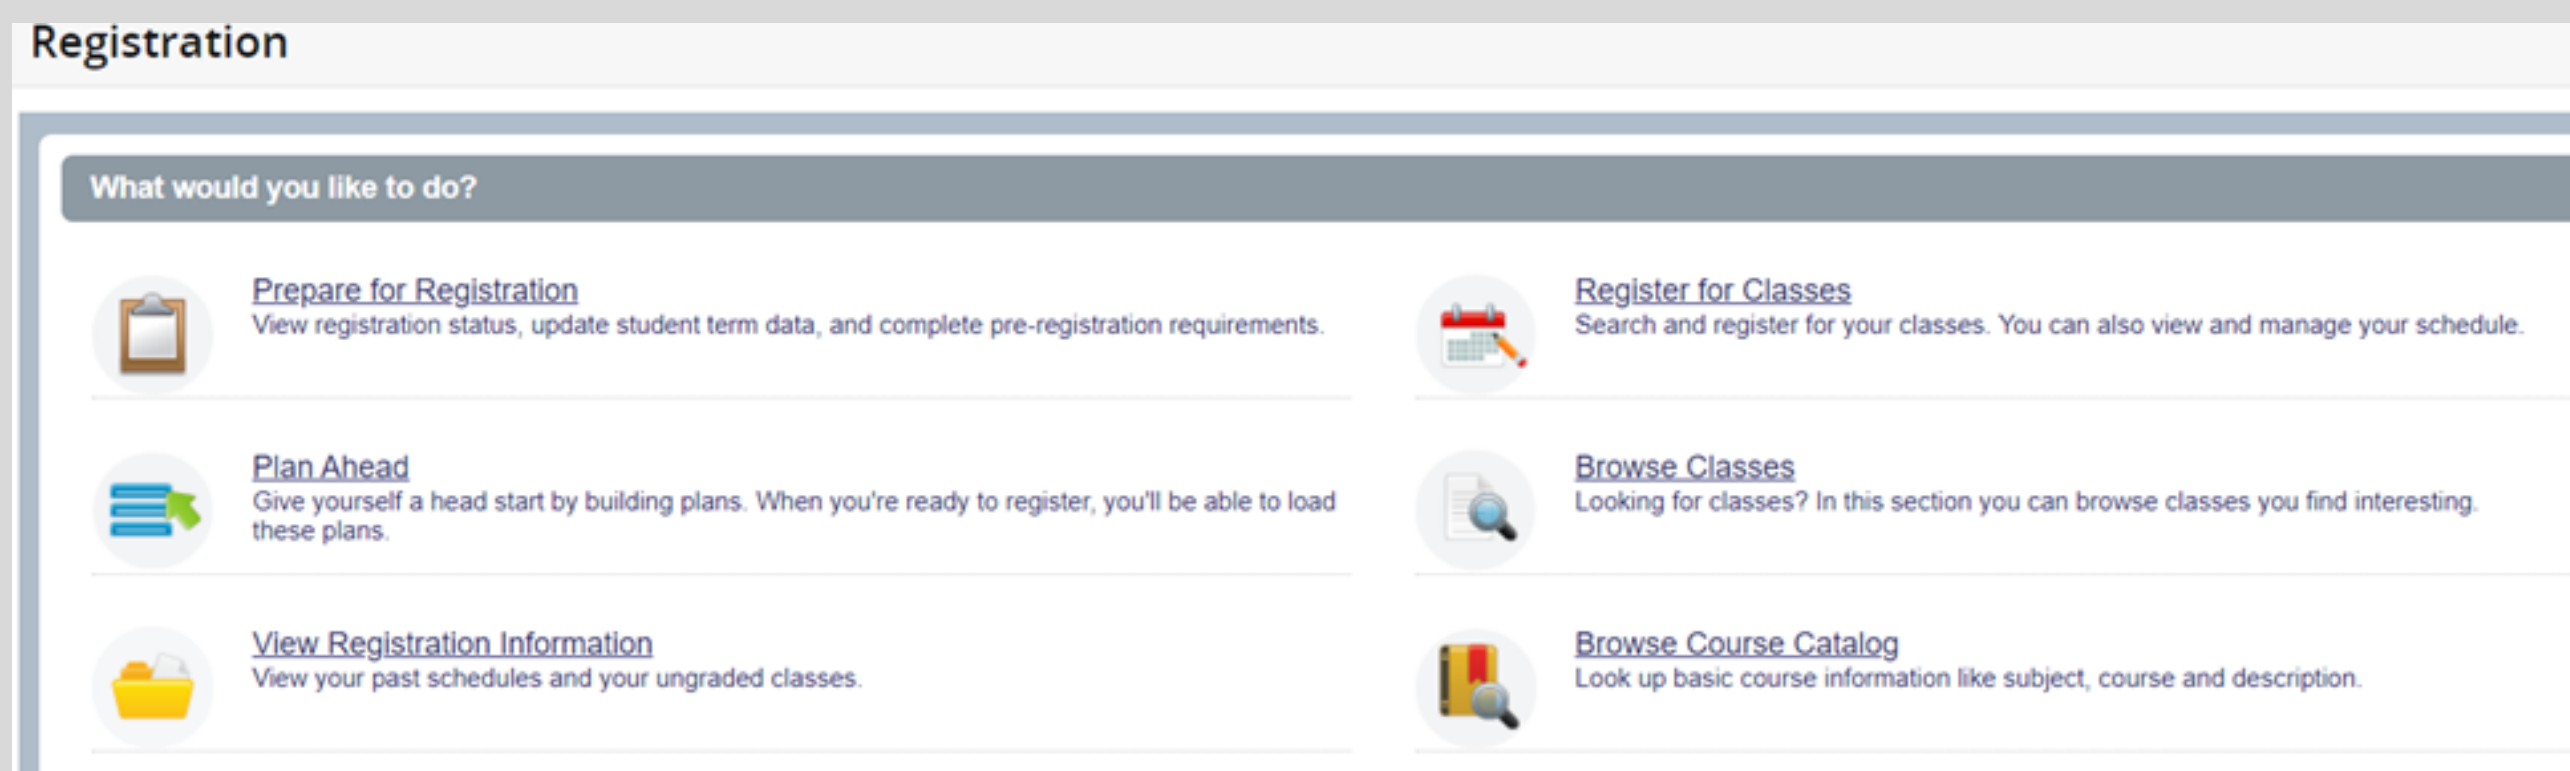 Registration
What would you like to do?
Prepare for Registration
View registration status, update student term data, and complete pre-registration requirements.
Register for Classes
Search and register for your classes. You can also view and manage your schedule.
Plan Ahead
Give yourself a head start by building plans. When you're ready to register, you'll be able to load
these plans.
Browse Classes
Looking for classes? In this section you can browse classes you find interesting.
View Registration Information
View your past schedules and your ungraded classes.
Browse Course Catalog
Look up basic course information like subject, course and description.